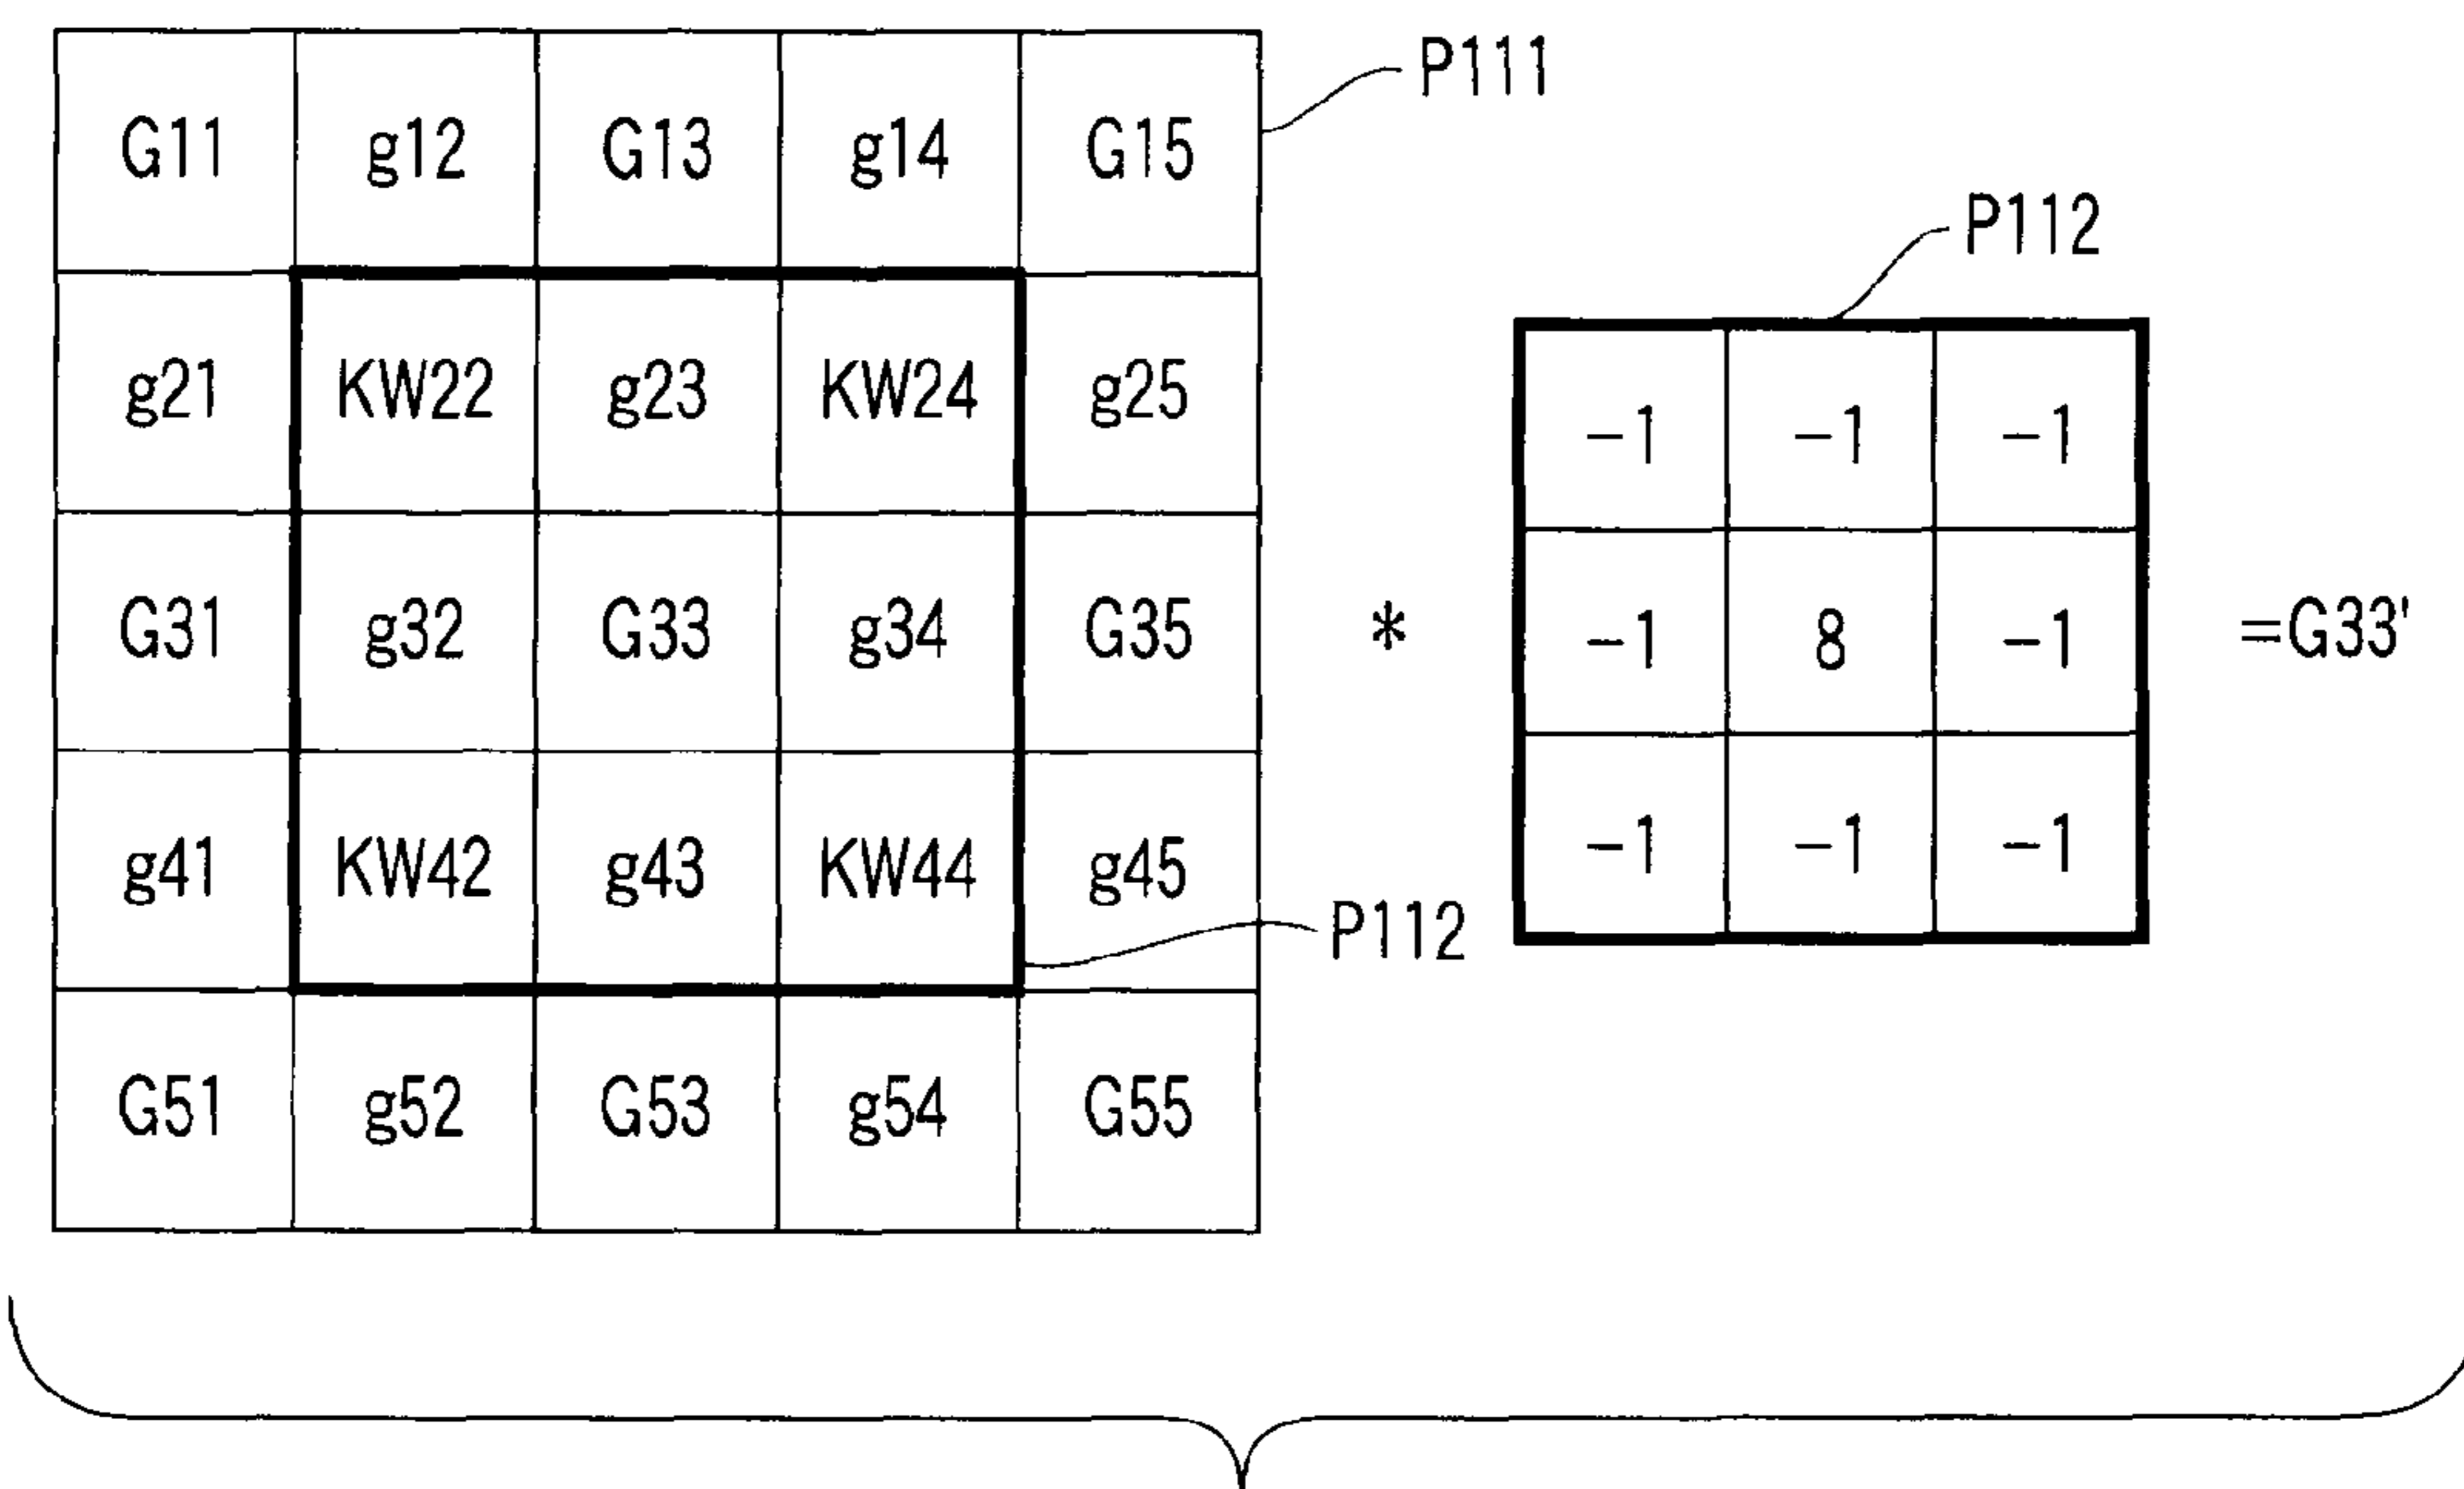 P111
G11 g12 G13 g14 G15
P112
g21 KW22 g23 KW24 g25
-1 -1 -1
G31 g32 G33 g34 G35 * -1 8 -1 =G33'
g41 KW42 g43 KW44 g45
-1 -1 -1
P112
G51 g52 G53 g54 G55